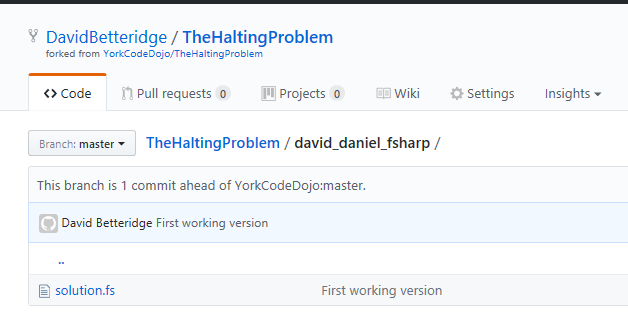 DavidBetteridge / TheHaltingProblem
forked from YorkCodeDojo/TheHaltingProblem
<> Code Pull requests 0 Projects 0 Wiki Settings Insights
Branch: master TheHaltingProblem / david_daniel_fsharp /
This branch is 1 commit ahead of YorkCodeDojo:master.
David Betteridge First working version
..
solution.fs First working version